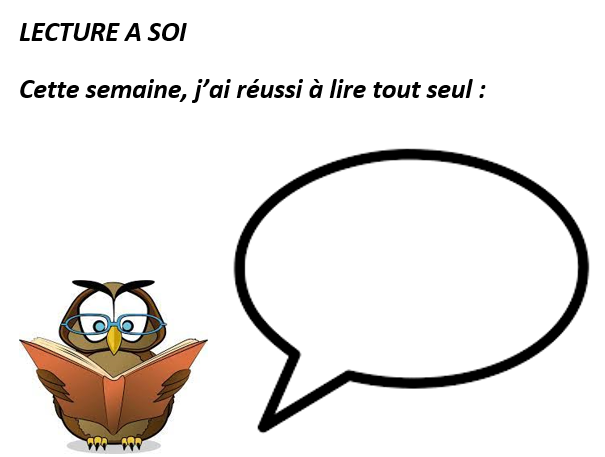 LECTURE A SOI
Cette semaine, j’ai réussi à lire tout seul :